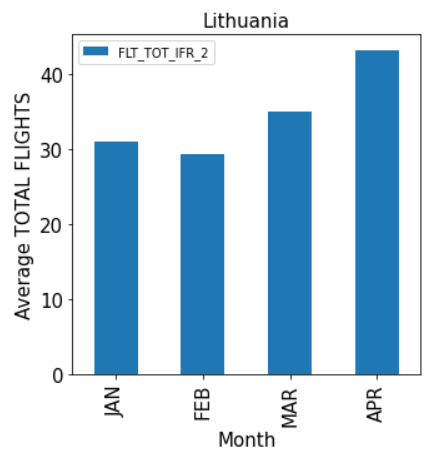 Lithuania
FLT_TOT_IFR_2
Average TOTAL FLIGHTS
40
30
20
10
0
JAN
FEB
MAR
APR
Month